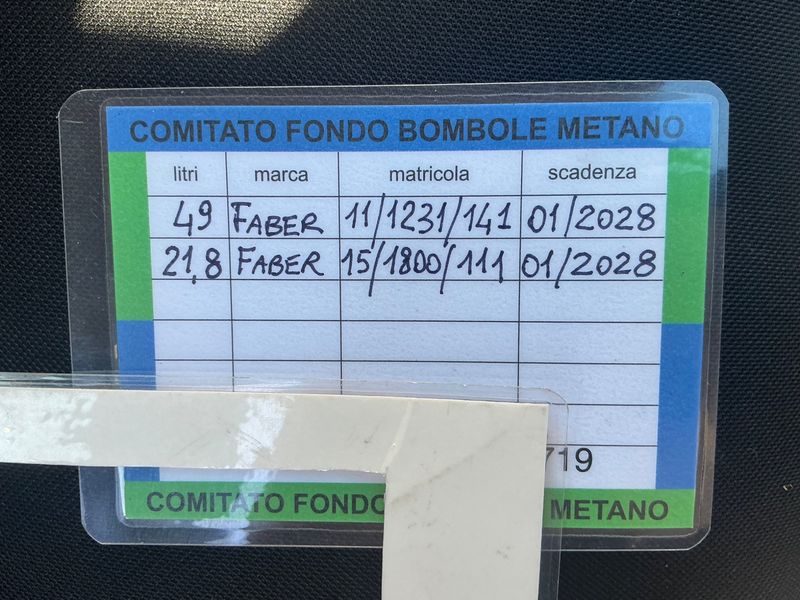 COMITATO FONDO BOMBOLE METANO
litri marca matricola scadenza
49 FABER 11/1231/141 01/2028
21,8 FABER 15/1800/111 01/2028
719
COMITATO FONDO METANO